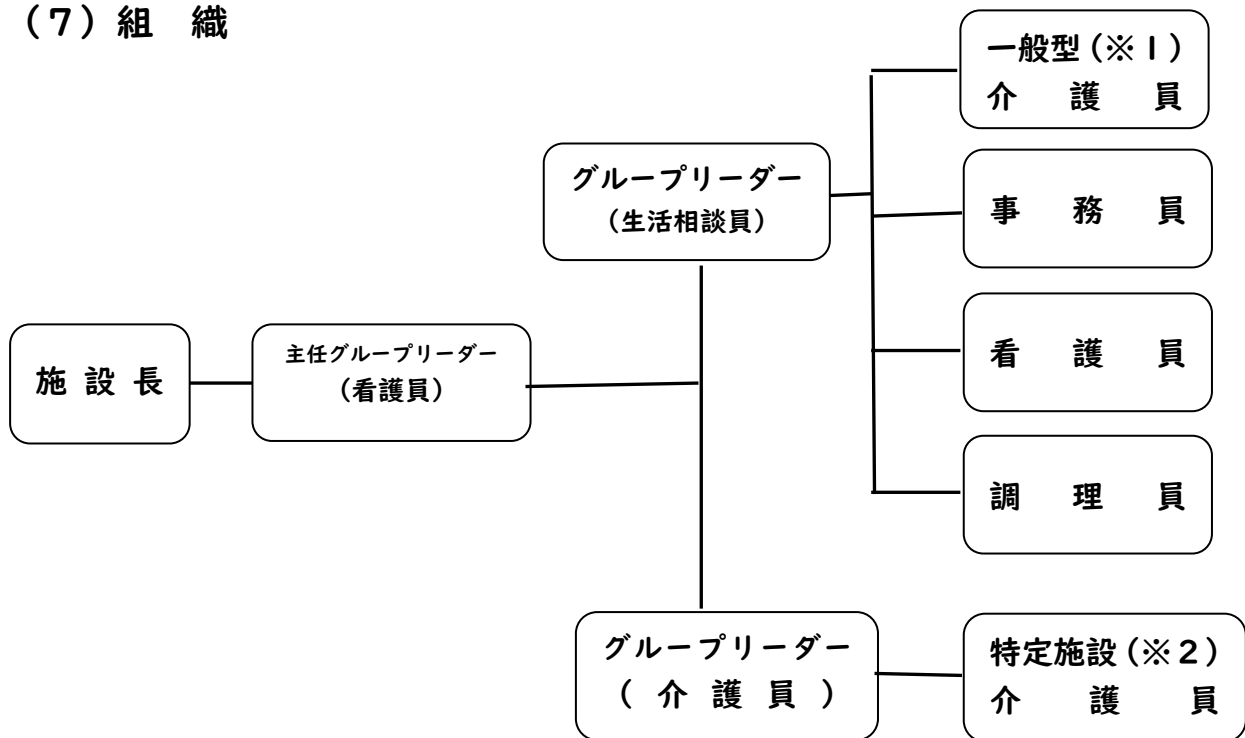 (7)組 織
一般型(※1)
介 護 員
グループリーダー
(生活相談員)
事 務 員
施 設 長
主任グループリーダー
(看護員)
看 護 員
調 理 員
グループリーダー
( 介 護 員 )
特定施設(※2)
介 護 員